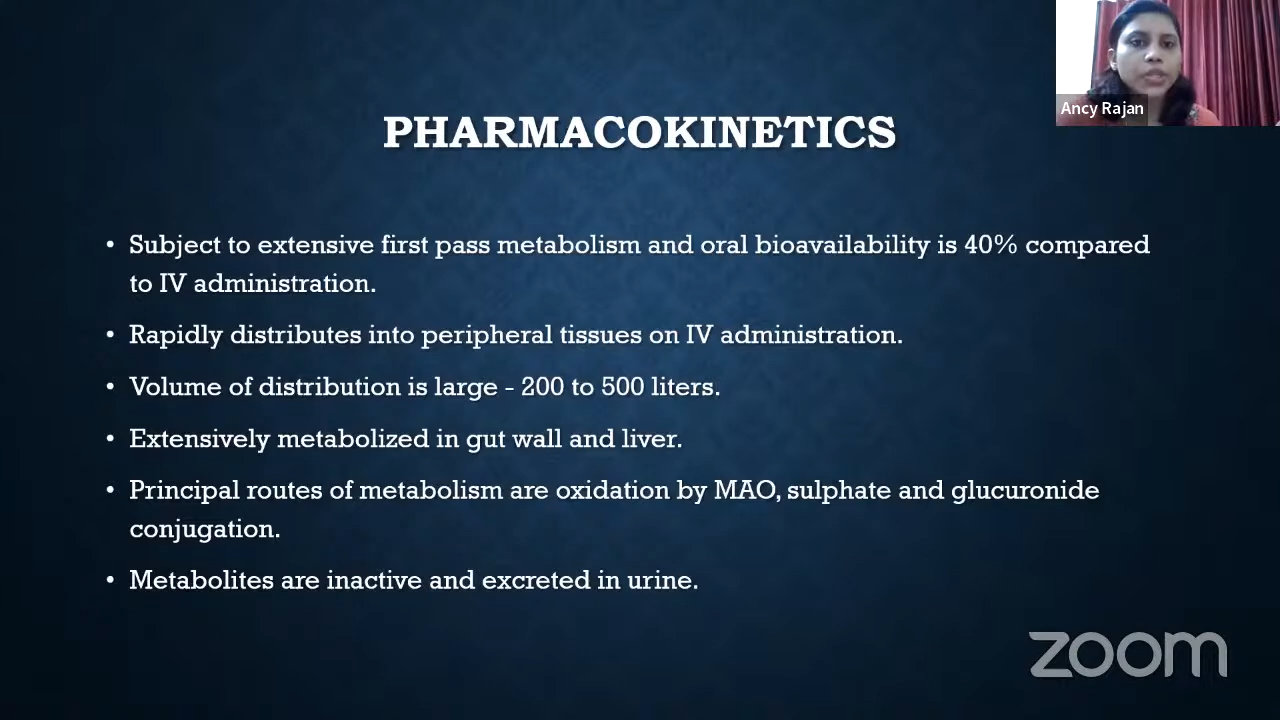 Ancy Rajan
PHARMACOKINETICS
• Subject to extensive first pass metabolism and oral bioavailability is 40% compared
to IV administration.
• Rapidly distributes into peripheral tissues on IV administration.
• Volume of distribution is large - 200 to 500 liters.
• Extensively metabolized in gut wall and liver.
• Principal routes of metabolism are oxidation by MAO, sulphate and glucuronide
conjugation.
• Metabolites are inactive and excreted in urine.
zoom